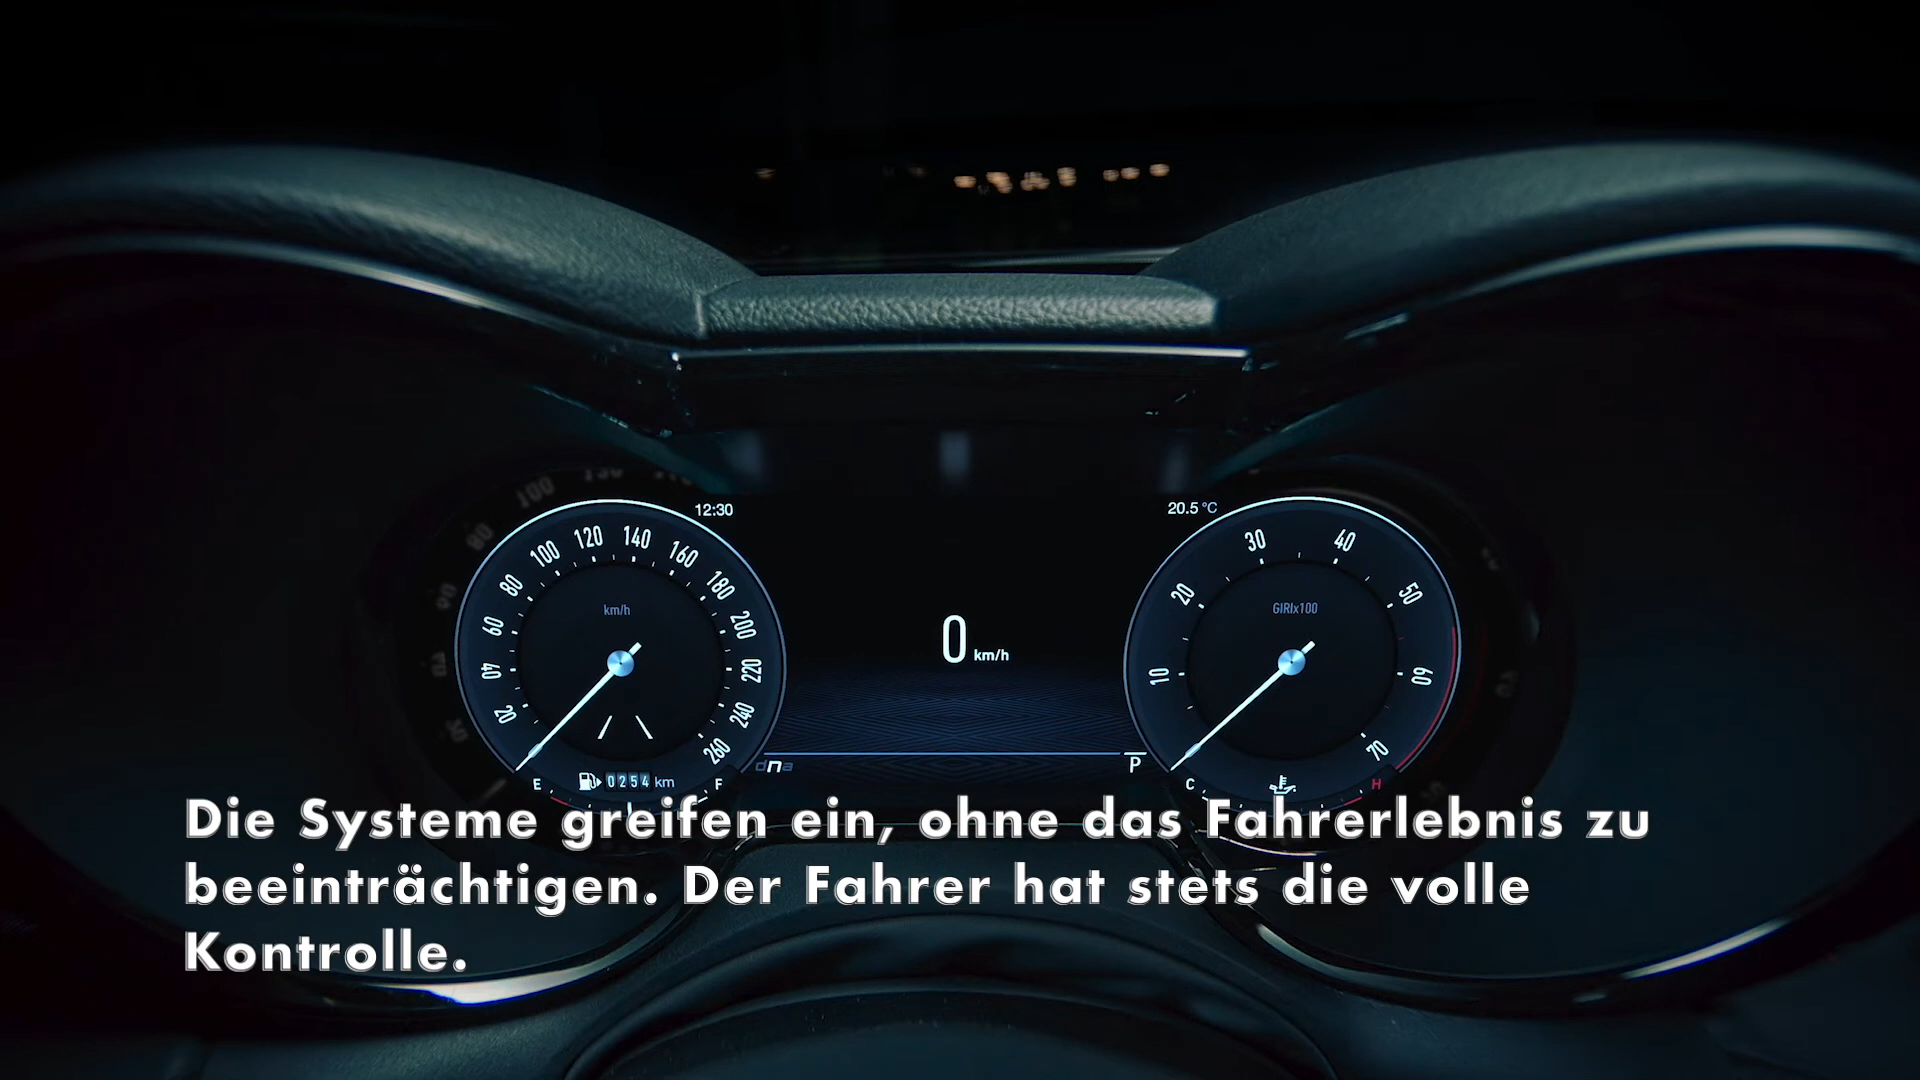 12:30
20.5 °C
20
40
60
80
100
120
140
160
180
200
220
240
260
km/h
E
0254 km
F
0 km/h
dna
P
10
20
30
40
50
60
70
GIRIx100
C
H
Die Systeme greifen ein, ohne das Fahrerlebnis zu
beeinträchtigen. Der Fahrer hat stets die volle
Kontrolle.